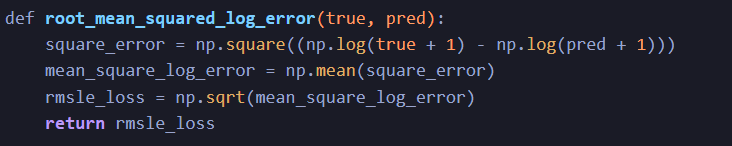 def root_mean_squared_log_error(true, pred):
    square_error = np.square((np.log(true + 1) - np.log(pred + 1)))
    mean_square_log_error = np.mean(square_error)
    rmsle_loss = np.sqrt(mean_square_log_error)
    return rmsle_loss